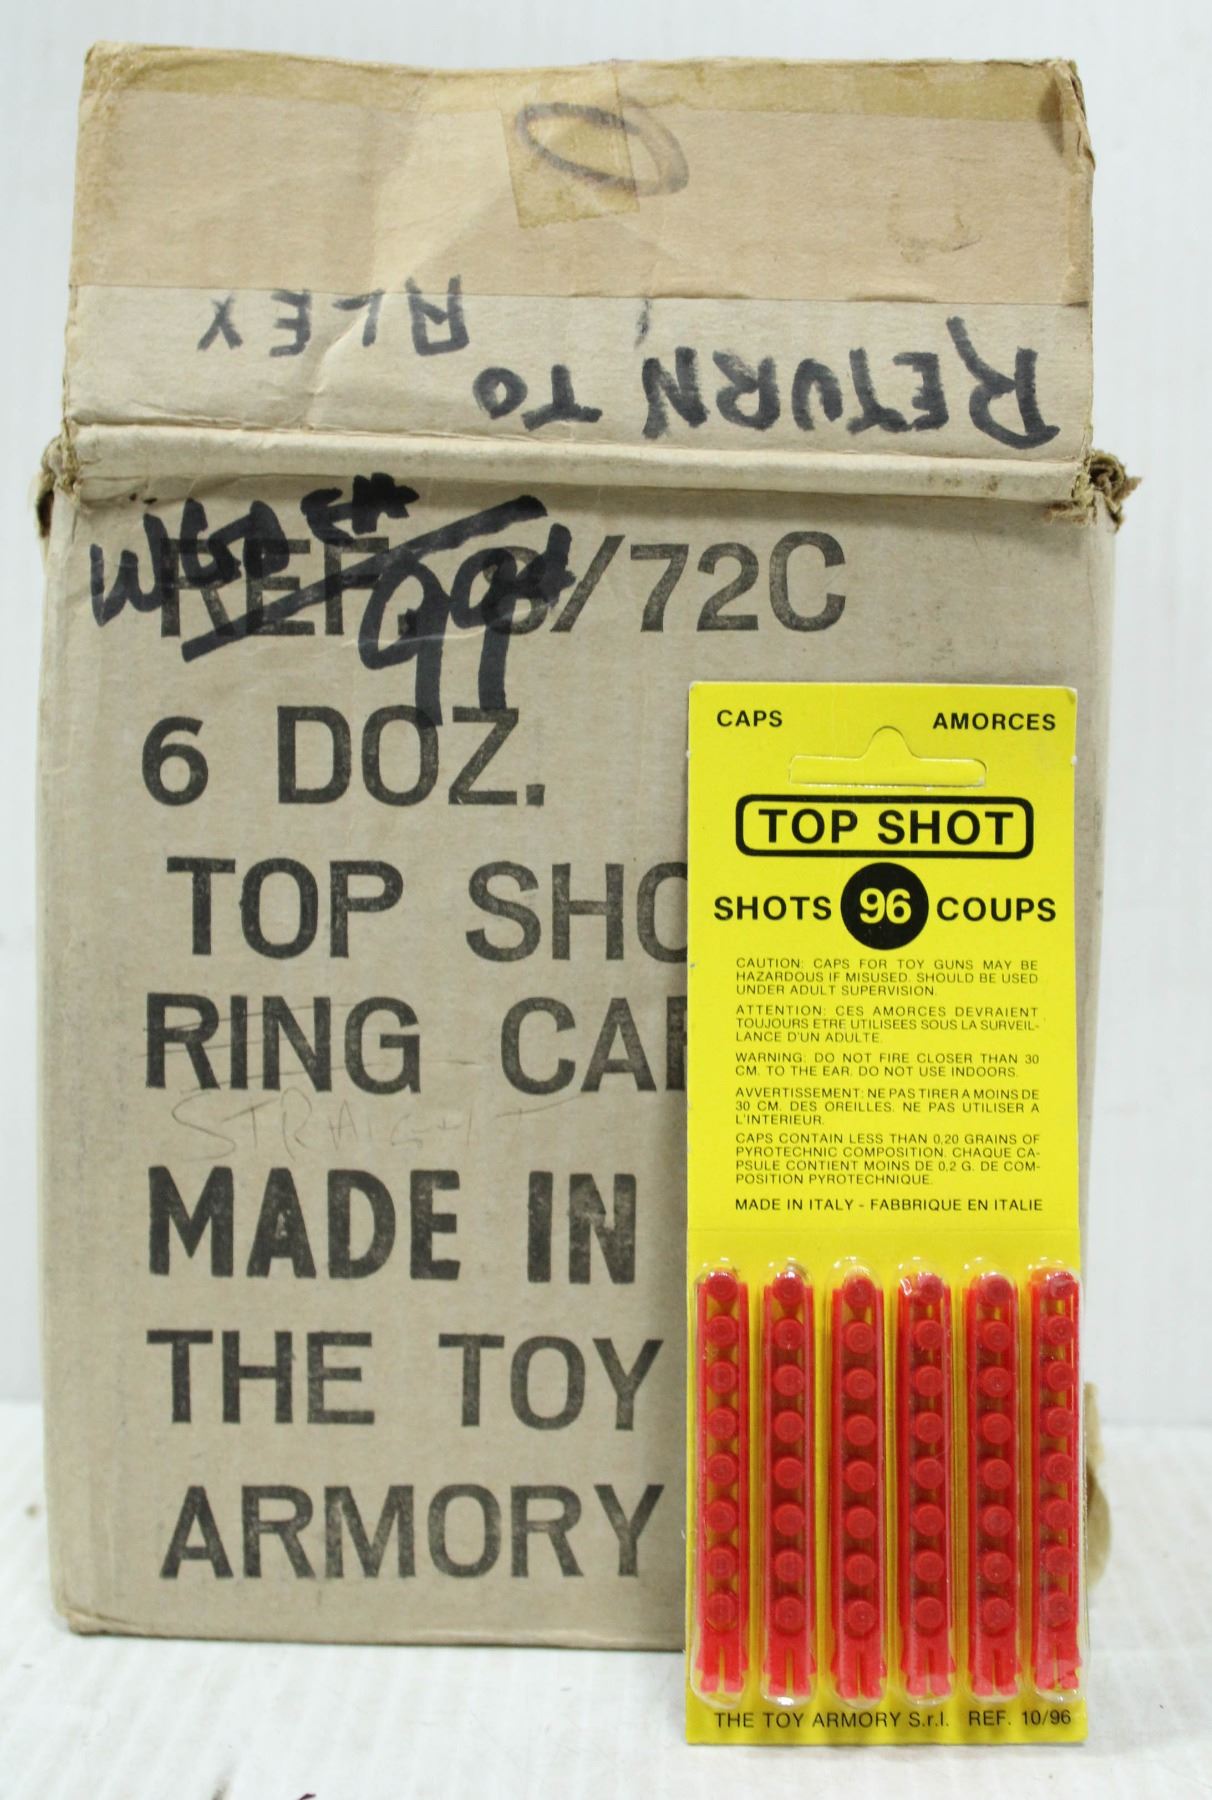 RETURN TO
ALEX
99¢
REF. 8/72C
6 DOZ.
TOP SHO
RING CAP
STRAIGHT
MADE IN
THE TOY
ARMORY
CAPS AMORCES
TOP SHOT
SHOTS 96 COUPS
CAUTION: CAPS FOR TOY GUNS MAY BE
HAZARDOUS IF MISUSED. SHOULD BE USED
UNDER ADULT SUPERVISION.
ATTENTION: CES AMORCES DEVRAIENT
TOUJOURS ETRE UTILISEES SOUS LA SURVEIL-
LANCE D'UN ADULTE.
WARNING: DO NOT FIRE CLOSER THAN 30
CM. TO THE EAR. DO NOT USE INDOORS.
AVVERTISSEMENT: NE PAS TIRER A MOINS DE
30 CM. DES OREILLES. NE PAS UTILISER A
L'INTERIEUR.
CAPS CONTAIN LESS THAN 0,20 GRAINS OF
PYROTECHNIC COMPOSITION. CHAQUE CA-
PSULE CONTIENT MOINS DE 0,2 G. DE COM-
POSITION PYROTECHNIQUE.
MADE IN ITALY - FABBRIQUE EN ITALIE
THE TOY ARMORY S.r.l. REF. 10/96